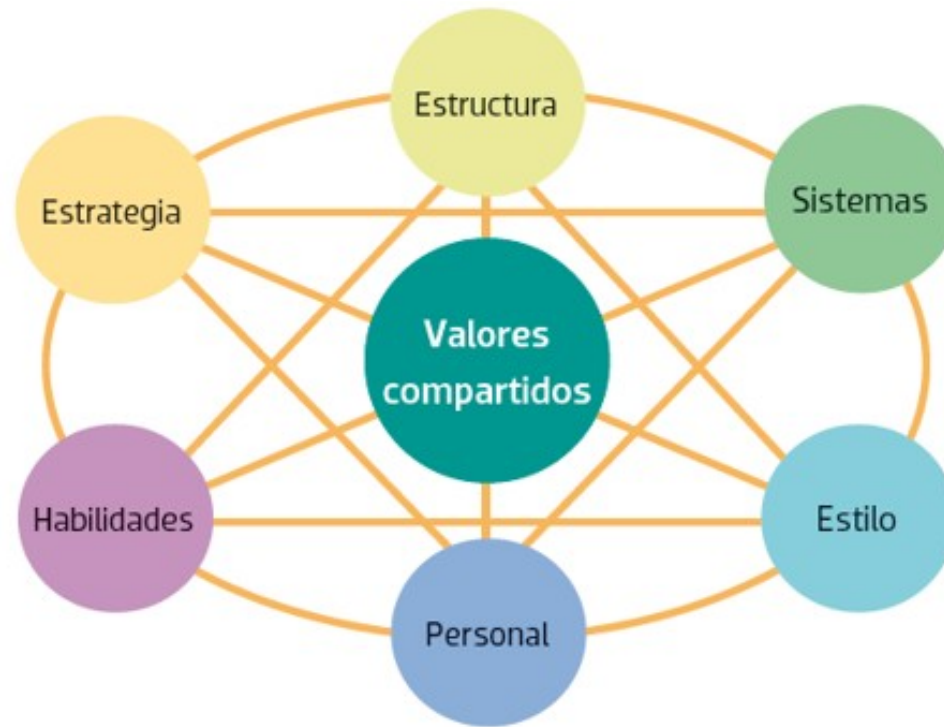 Estructura
Estrategia
Sistemas
Valores
compartidos
Habilidades
Estilo
Personal